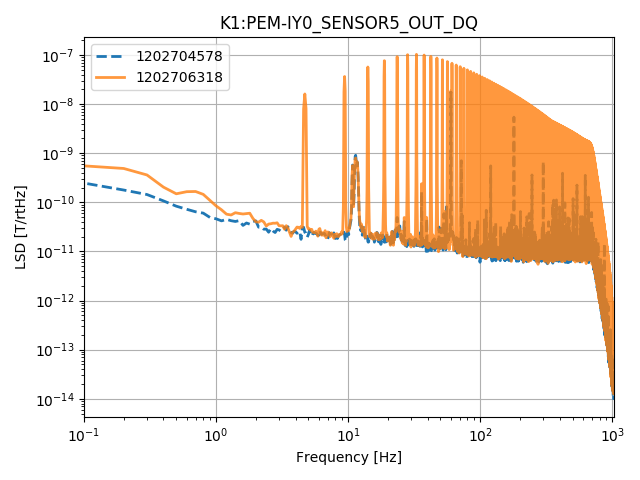 K1:PEM-IY0_SENSOR5_OUT_DQ
1202704578
1202706318
LSD [T/rtHz]
10⁻⁷
10⁻⁸
10⁻⁹
10⁻¹⁰
10⁻¹¹
10⁻¹²
10⁻¹³
10⁻¹⁴
10⁻¹ 10⁰ 10¹ 10² 10³
Frequency [Hz]